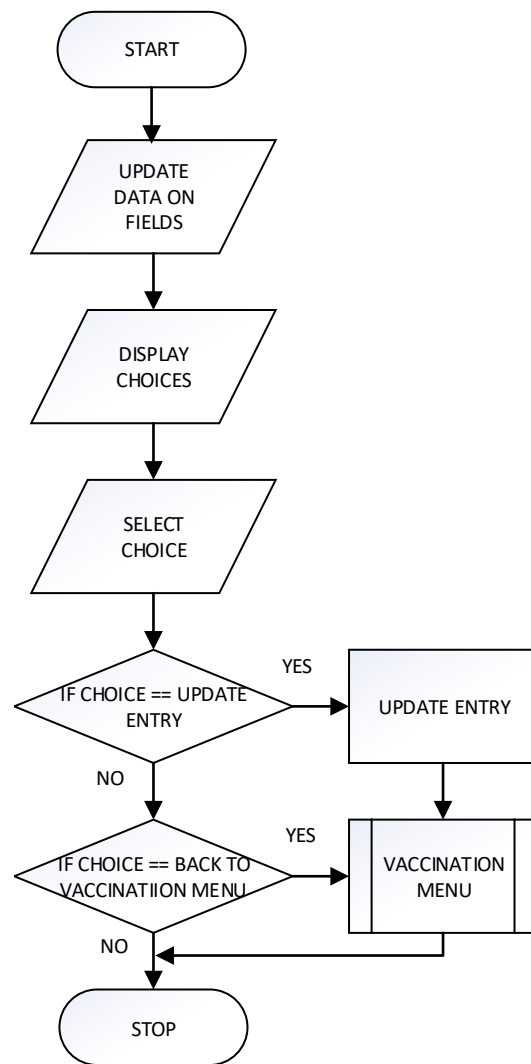 START
UPDATE
DATA ON
FIELDS
DISPLAY
CHOICES
SELECT
CHOICE
IF CHOICE == UPDATE
ENTRY
YES
UPDATE ENTRY
NO
IF CHOICE == BACK TO
VACCINATIION MENU
YES
VACCINATION
MENU
NO
STOP